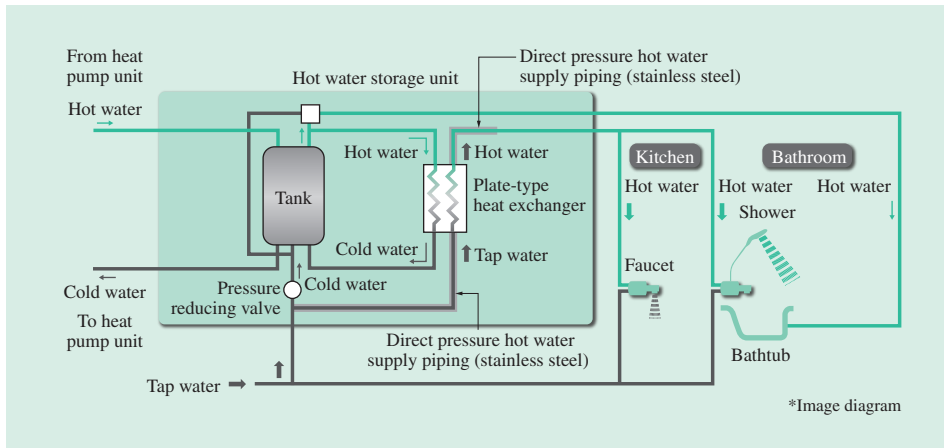 From heat
pump unit
Hot water
Hot water storage unit
Direct pressure hot water
supply piping (stainless steel)
Hot water
Hot water
Tank
Plate-type
heat exchanger
Cold water
Tap water
Cold water
Pressure
reducing valve
Cold water
To heat
pump unit
Direct pressure hot water
supply piping (stainless steel)
Tap water
Kitchen
Hot water
Faucet
Bathroom
Hot water
Hot water
Shower
Bathtub
*Image diagram